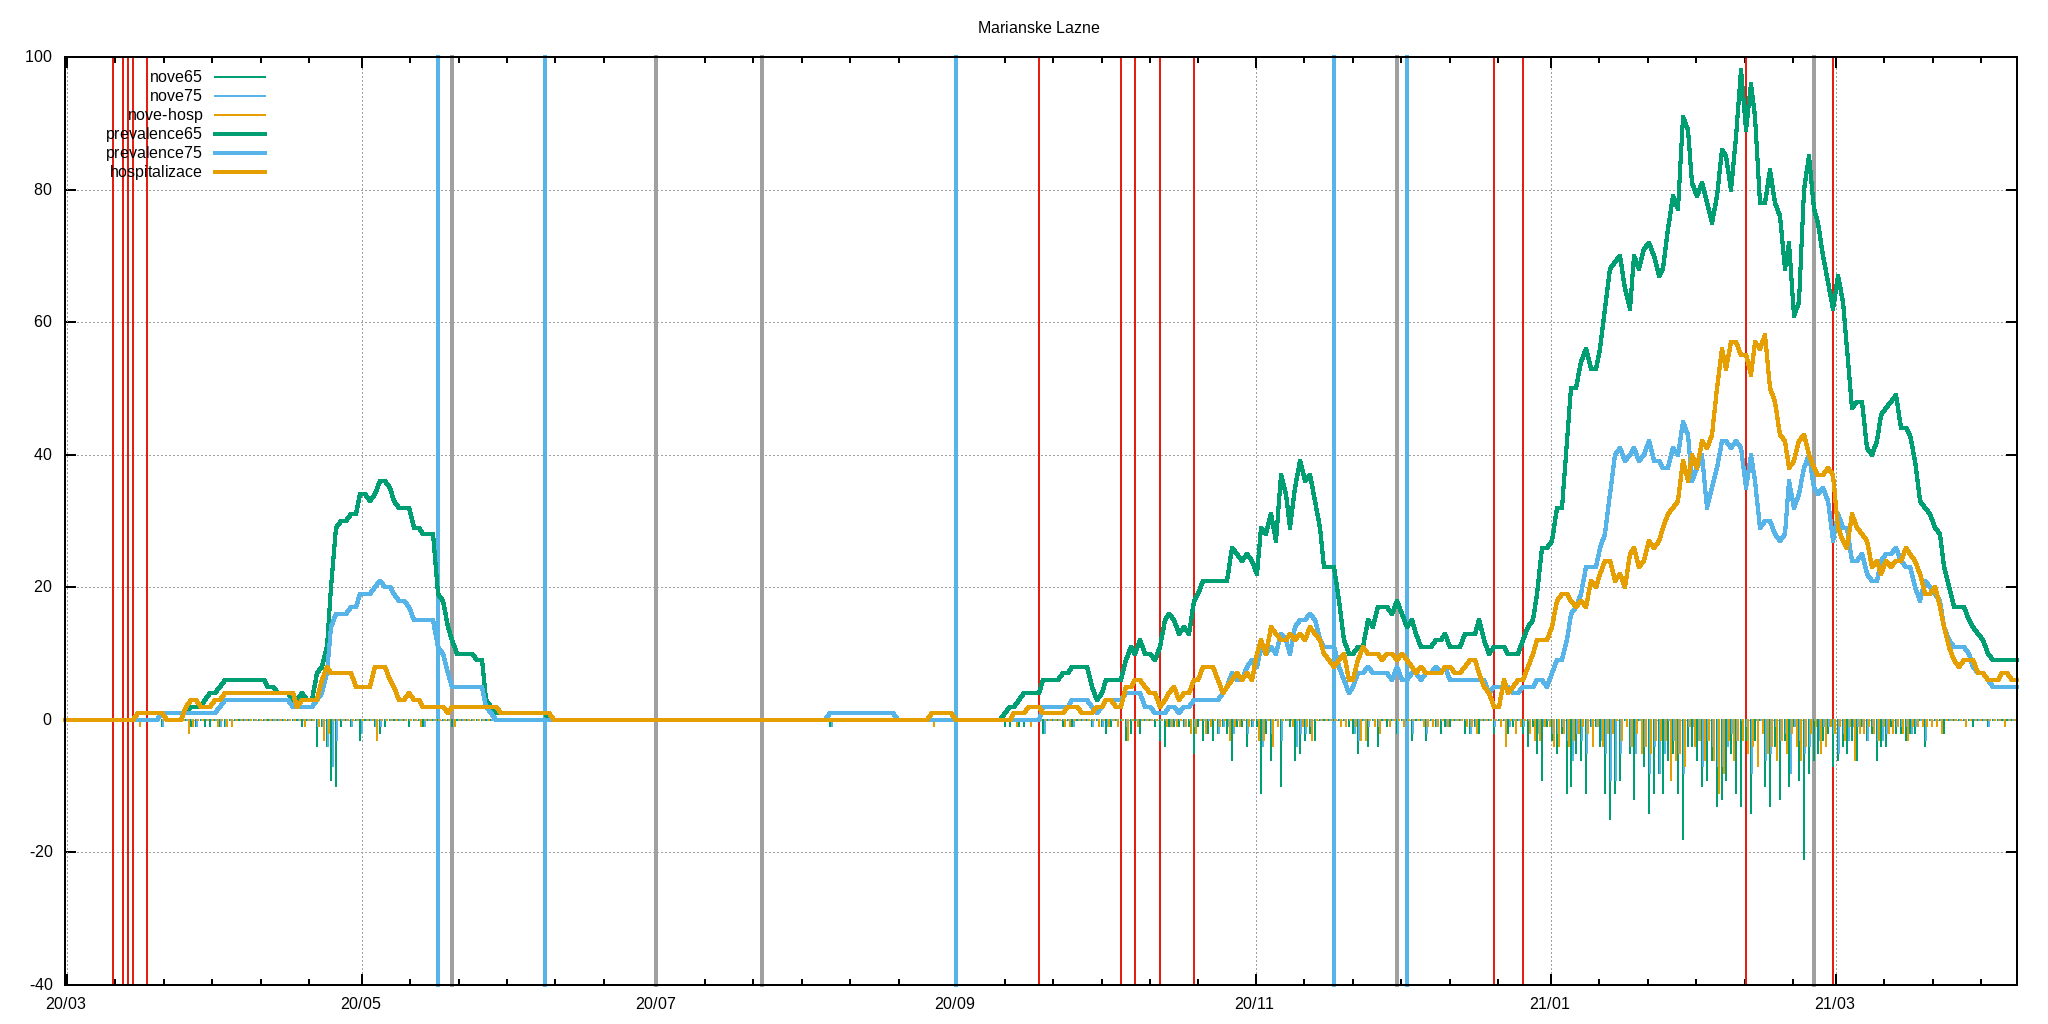 Marianske Lazne
100
80
60
40
20
0
-20
-40
nove65
nove75
nove-hosp
prevalence65
prevalence75
hospitalizace
20/03
20/05
20/07
20/09
20/11
21/01
21/03